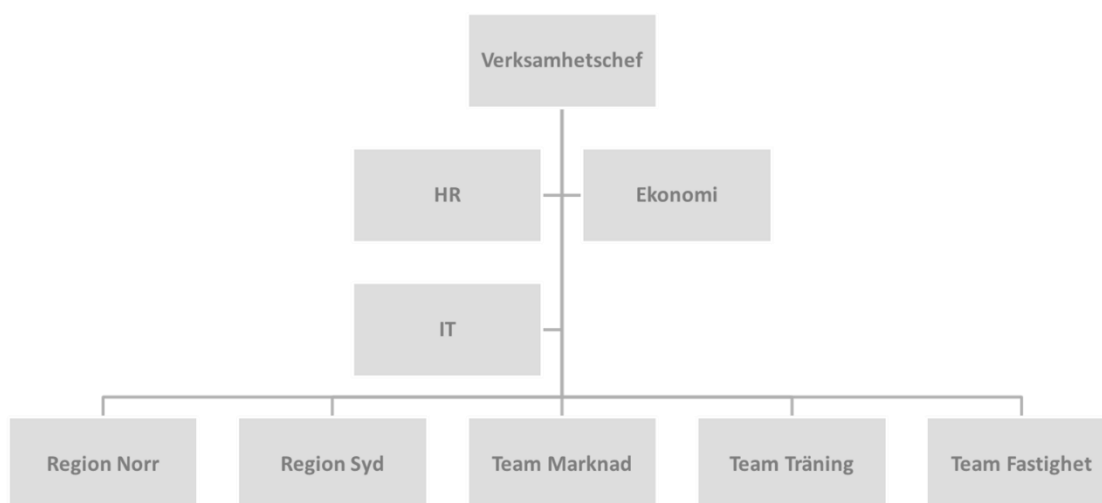 Verksamhetschef
HR
Ekonomi
IT
Region Norr
Region Syd
Team Marknad
Team Träning
Team Fastighet